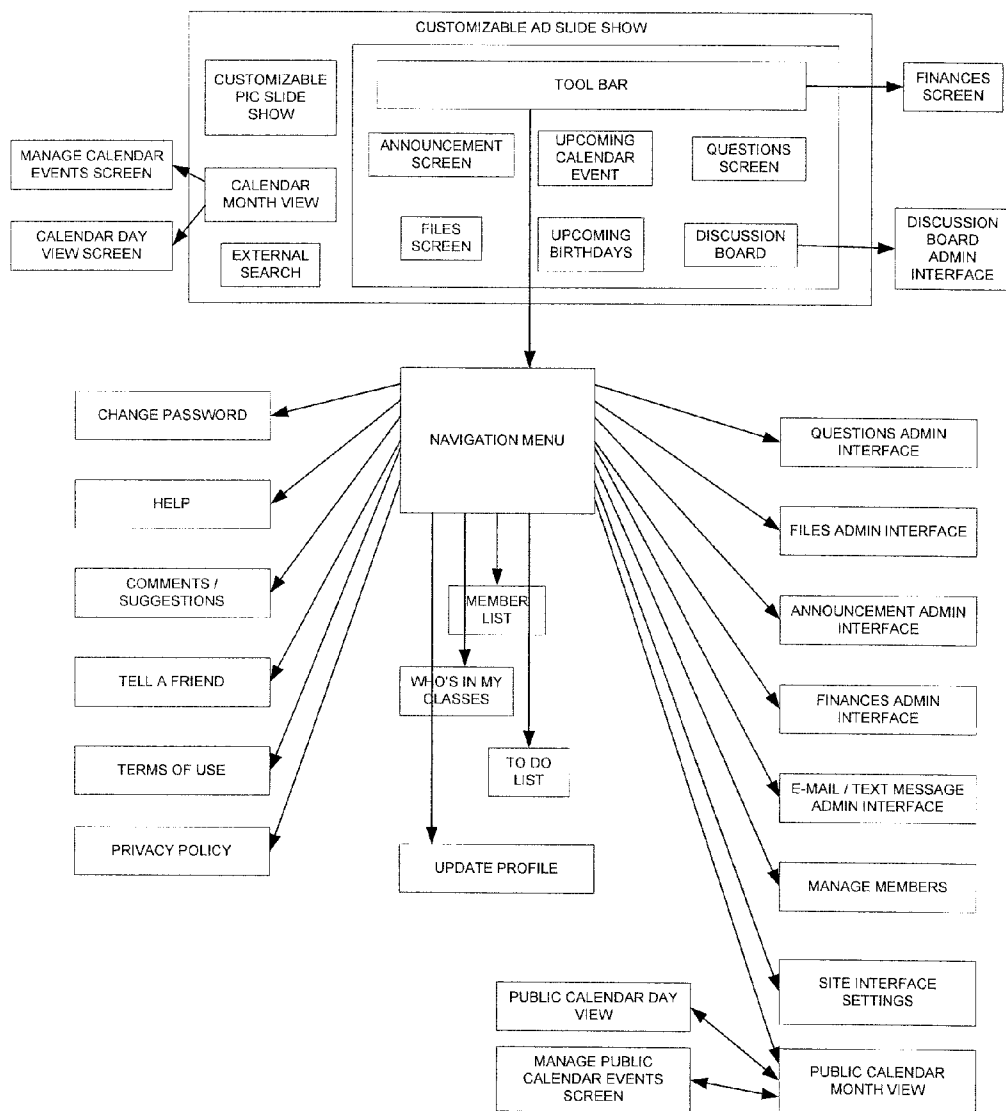 CUSTOMIZABLE AD SLIDE SHOW
CUSTOMIZABLE
PIC SLIDE
SHOW
TOOL BAR
FINANCES
SCREEN
ANNOUNCEMENT
SCREEN
UPCOMING
CALENDAR
EVENT
QUESTIONS
SCREEN
MANAGE CALENDAR
EVENTS SCREEN
CALENDAR
MONTH VIEW
CALENDAR DAY
VIEW SCREEN
EXTERNAL
SEARCH
FILES
SCREEN
UPCOMING
BIRTHDAYS
DISCUSSION
BOARD
DISCUSSION
BOARD
ADMIN
INTERFACE
NAVIGATION MENU
CHANGE PASSWORD
HELP
COMMENTS /
SUGGESTIONS
TELL A FRIEND
TERMS OF USE
PRIVACY POLICY
MEMBER
LIST
WHO'S IN MY
CLASSES
TO DO
LIST
UPDATE PROFILE
QUESTIONS ADMIN
INTERFACE
FILES ADMIN INTERFACE
ANNOUNCEMENT ADMIN
INTERFACE
FINANCES ADMIN
INTERFACE
E-MAIL / TEXT MESSAGE
ADMIN INTERFACE
MANAGE MEMBERS
SITE INTERFACE
SETTINGS
PUBLIC CALENDAR DAY
VIEW
MANAGE PUBLIC
CALENDAR EVENTS
SCREEN
PUBLIC CALENDAR
MONTH VIEW